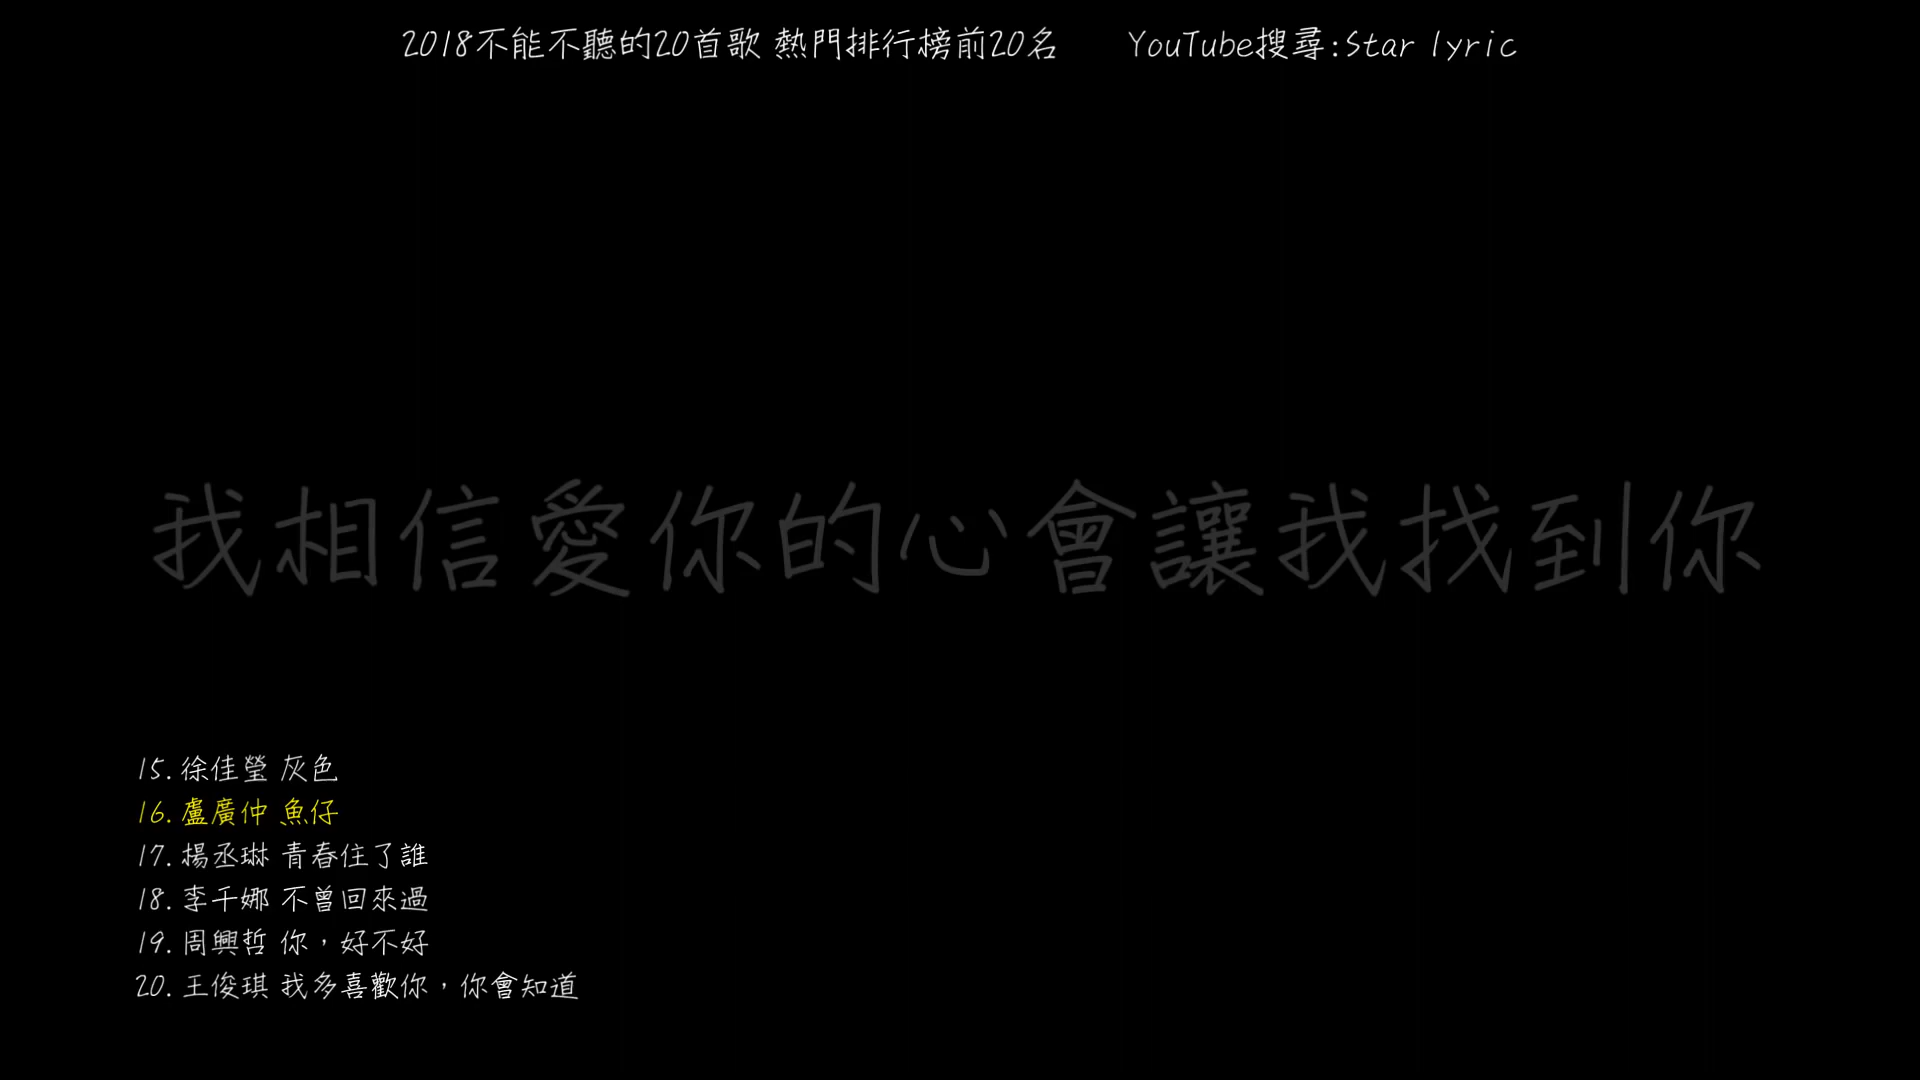 2018不能不聽的20首歌 熱門排行榜前20名 YouTube搜尋:Star lyric
我相信愛你的心會讓我找到你
15. 徐佳瑩 灰色
16. 盧廣仲 魚仔
17. 楊丞琳 青春住了誰
18. 李千娜 不曾回來過
19. 周興哲 你，好不好
20. 王俊琪 我多喜歡你，你會知道